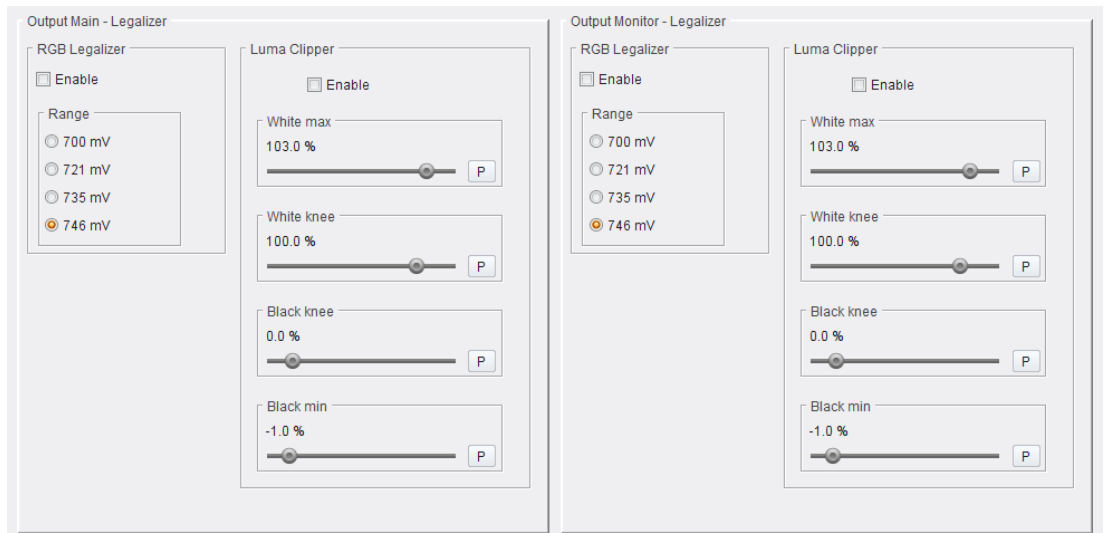 Output Main - Legalizer
RGB Legalizer
Enable
Range
700 mV
721 mV
735 mV
746 mV
Luma Clipper
Enable
White max
103.0 %
P
White knee
100.0 %
P
Black knee
0.0 %
P
Black min
-1.0 %
P
Output Monitor - Legalizer
RGB Legalizer
Enable
Range
700 mV
721 mV
735 mV
746 mV
Luma Clipper
Enable
White max
103.0 %
P
White knee
100.0 %
P
Black knee
0.0 %
P
Black min
-1.0 %
P